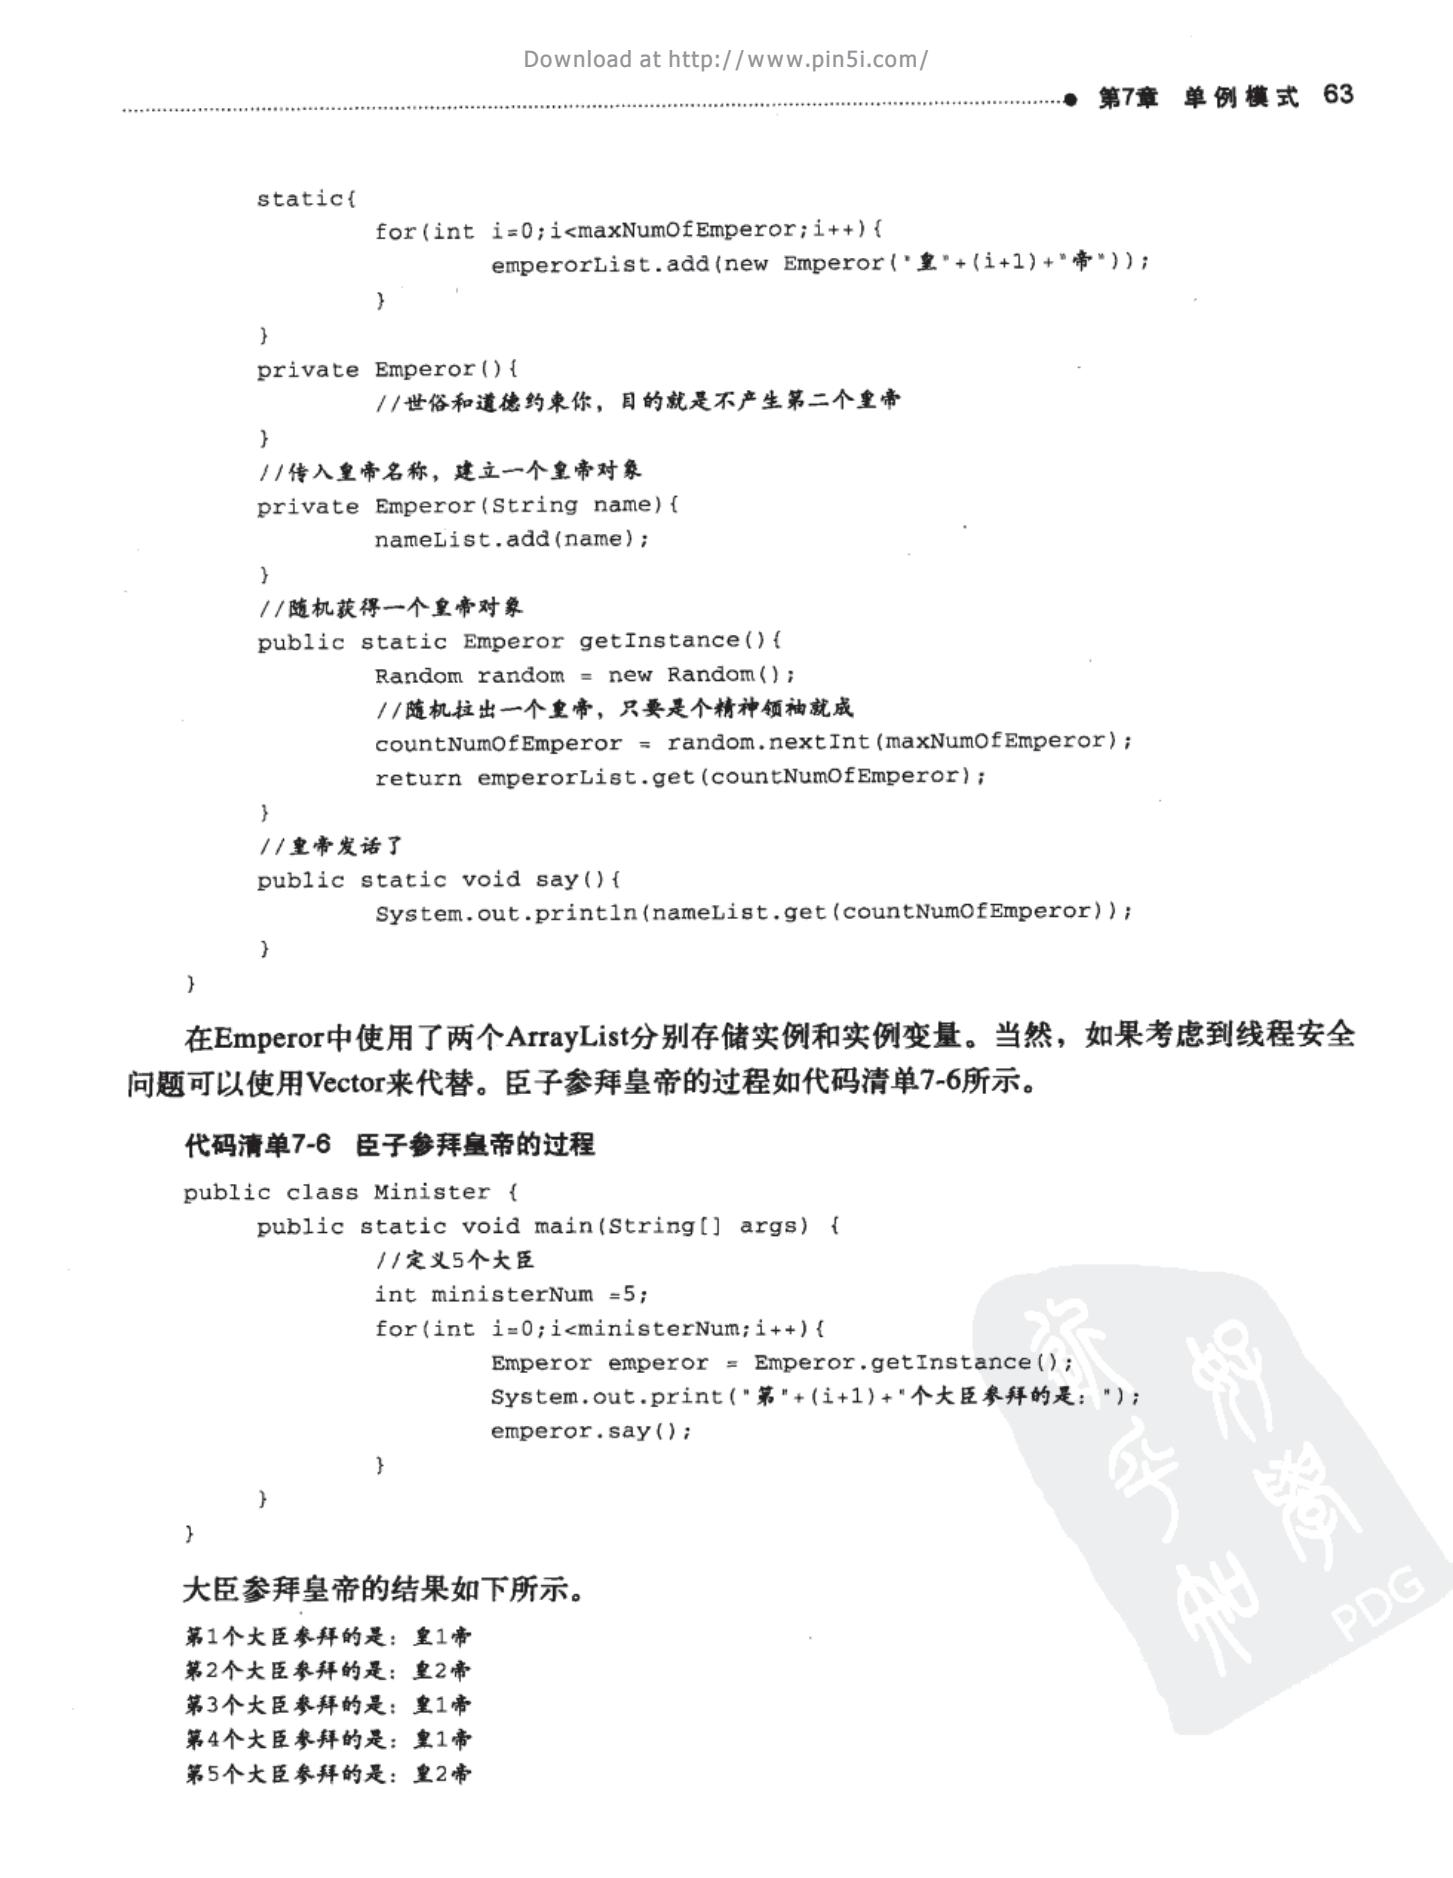 Download at http://www.pin5i.com/
第7章 单例模式 63
static{
for(int i=0;i<maxNumOfEmperor;i++){
emperorList.add(new Emperor("皇"+(i+1)+"帝"));
}
}
private Emperor(){
//世俗和道德约束你，目的就是不产生第二个皇帝
}
//传入皇帝名称，建立一个皇帝对象
private Emperor(String name){
nameList.add(name);
}
//随机获得一个皇帝对象
public static Emperor getInstance(){
Random random = new Random();
//随机拉出一个皇帝，只要是个精神领袖就成
countNumOfEmperor = random.nextInt(maxNumOfEmperor);
return emperorList.get(countNumOfEmperor);
}
//皇帝发话了
public static void say(){
System.out.println(nameList.get(countNumOfEmperor));
}
}
在Emperor中使用了两个ArrayList分别存储实例和实例变量。当然，如果考虑到线程安全
问题可以使用Vector来代替。臣子参拜皇帝的过程如代码清单7-6所示。
代码清单7-6 臣子参拜皇帝的过程
public class Minister {
public static void main(String[] args) {
//定义5个大臣
int ministerNum =5;
for(int i=0;i<ministerNum;i++){
Emperor emperor = Emperor.getInstance();
System.out.print("第"+(i+1)+"个大臣参拜的是：");
emperor.say();
}
}
}
大臣参拜皇帝的结果如下所示。
第1个大臣参拜的是：皇1帝
第2个大臣参拜的是：皇2帝
第3个大臣参拜的是：皇1帝
第4个大臣参拜的是：皇1帝
第5个大臣参拜的是：皇2帝
PDG